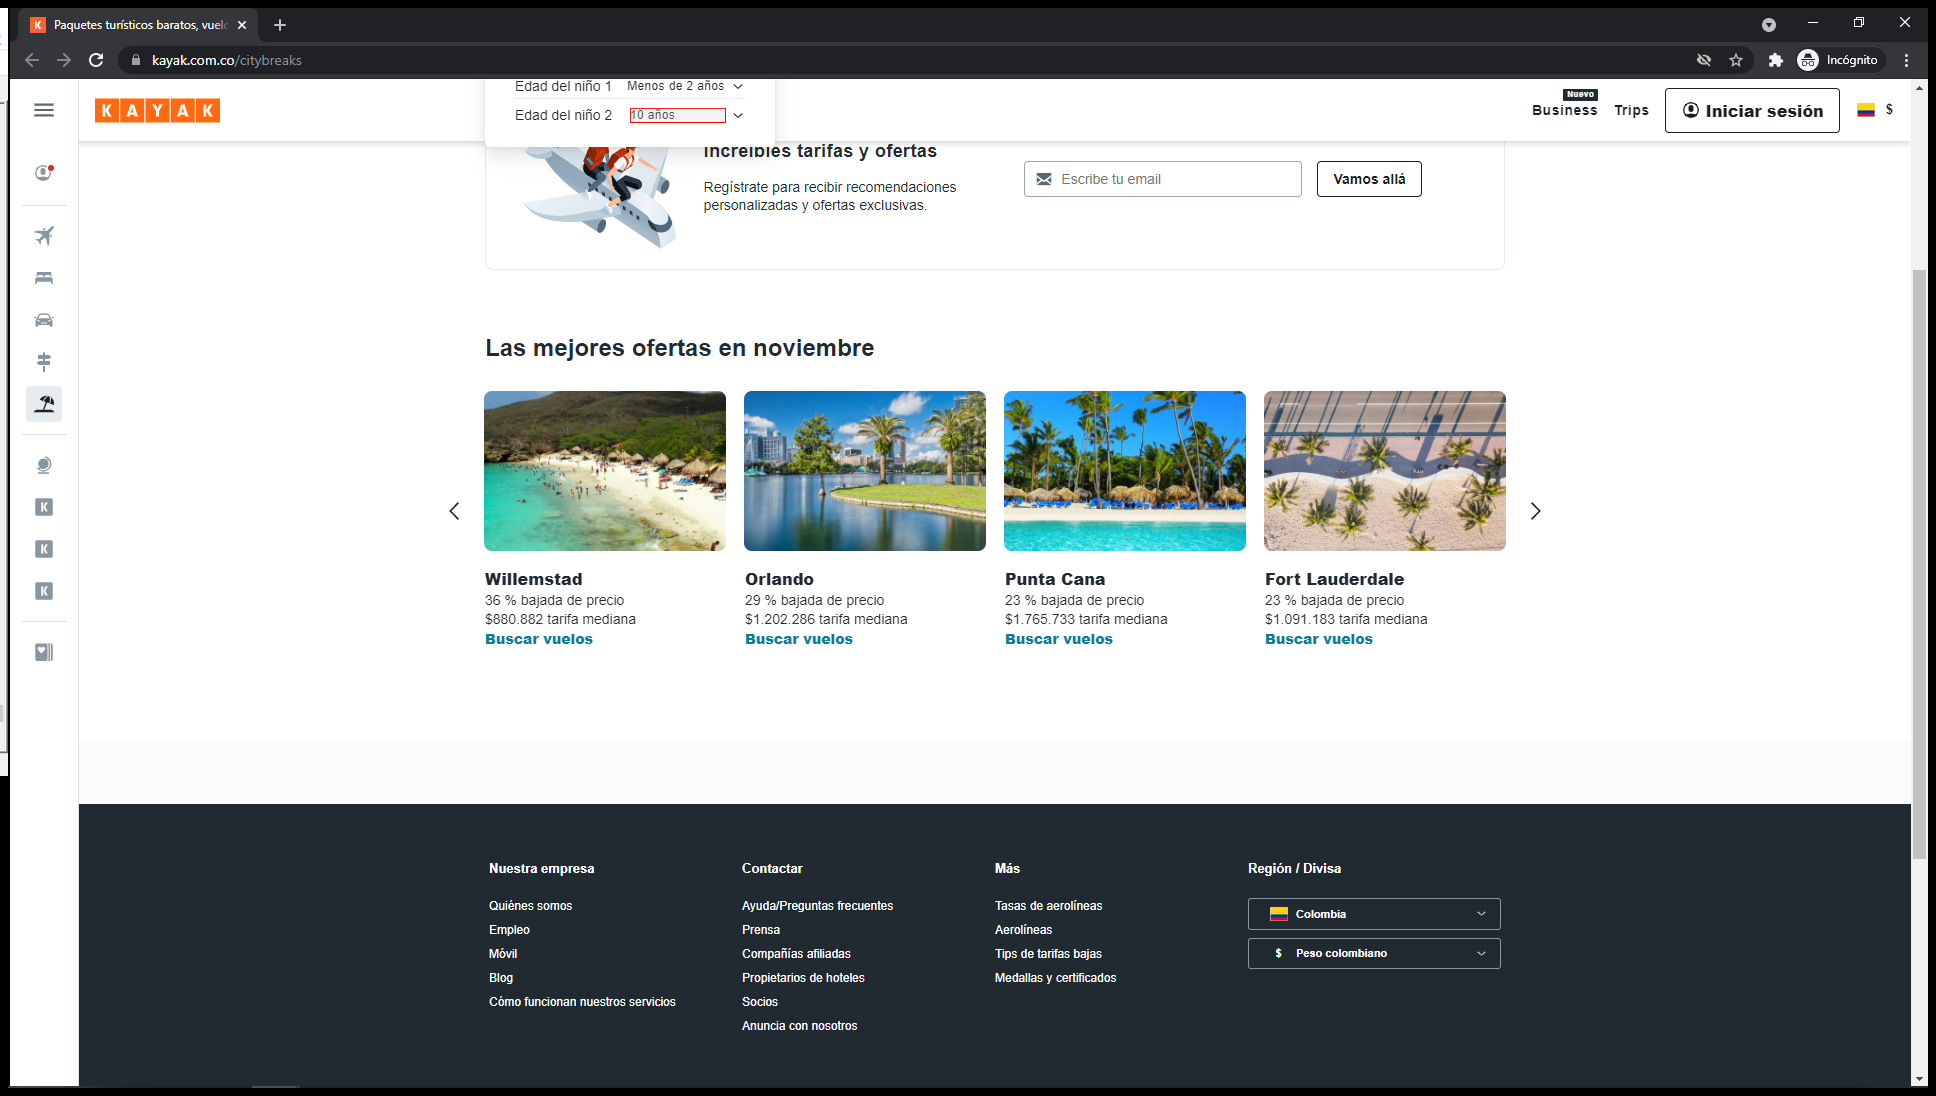 Paquetes turísticos baratos, vuelo
kayak.com.co/citybreaks
Incógnito
Edad del niño 1 Menos de 2 años
Edad del niño 2 10 años
KAYAK
Nuevo
Business Trips Iniciar sesión $
Increíbles tarifas y ofertas
Regístrate para recibir recomendaciones
personalizadas y ofertas exclusivas.
Escribe tu email
Vamos allá
Las mejores ofertas en noviembre
Willemstad
36 % bajada de precio
$880.882 tarifa mediana
Buscar vuelos
Orlando
29 % bajada de precio
$1.202.286 tarifa mediana
Buscar vuelos
Punta Cana
23 % bajada de precio
$1.765.733 tarifa mediana
Buscar vuelos
Fort Lauderdale
23 % bajada de precio
$1.091.183 tarifa mediana
Buscar vuelos
Nuestra empresa
Quiénes somos
Empleo
Móvil
Blog
Cómo funcionan nuestros servicios
Contactar
Ayuda/Preguntas frecuentes
Prensa
Compañías afiliadas
Propietarios de hoteles
Socios
Anuncia con nosotros
Más
Tasas de aerolíneas
Aerolíneas
Tips de tarifas bajas
Medallas y certificados
Región / Divisa
Colombia
$ Peso colombiano